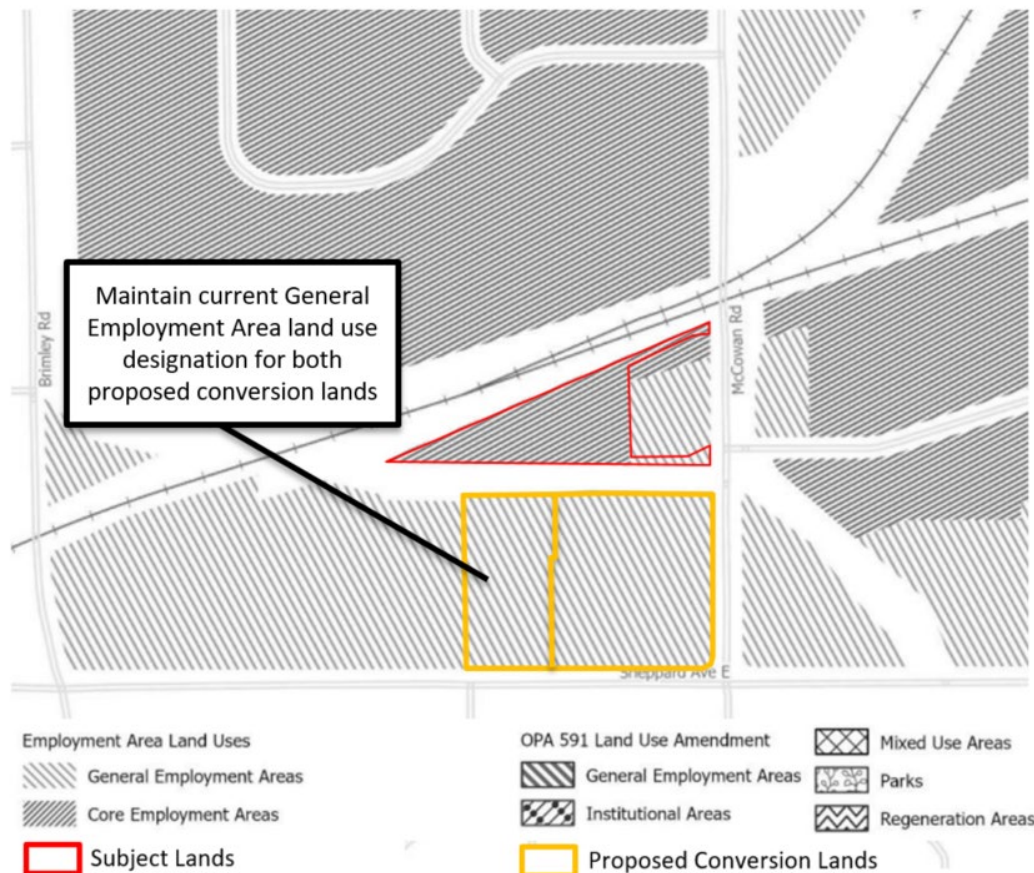 Maintain current General
Employment Area land use
designation for both
proposed conversion lands
Brimley Rd
McCowan Rd
Sheppard Ave E
Employment Area Land Uses
General Employment Areas
Core Employment Areas
Subject Lands
OPA 591 Land Use Amendment
General Employment Areas
Institutional Areas
Proposed Conversion Lands
Mixed Use Areas
Parks
Regeneration Areas